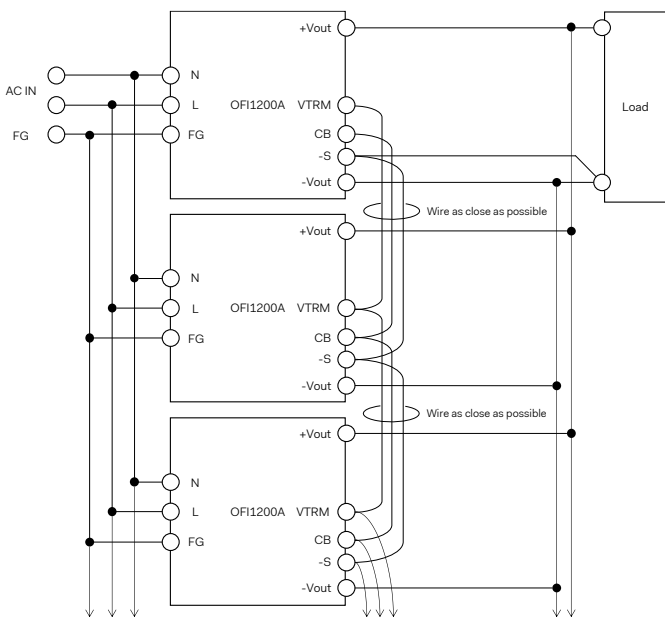 +Vout
N
AC IN
L OFI1200A VTRM
Load
FG
FG
CB
-S
-Vout
Wire as close as possible
+Vout
N
L OFI1200A VTRM
FG
CB
-S
-Vout
Wire as close as possible
+Vout
N
L OFI1200A VTRM
FG
CB
-S
-Vout